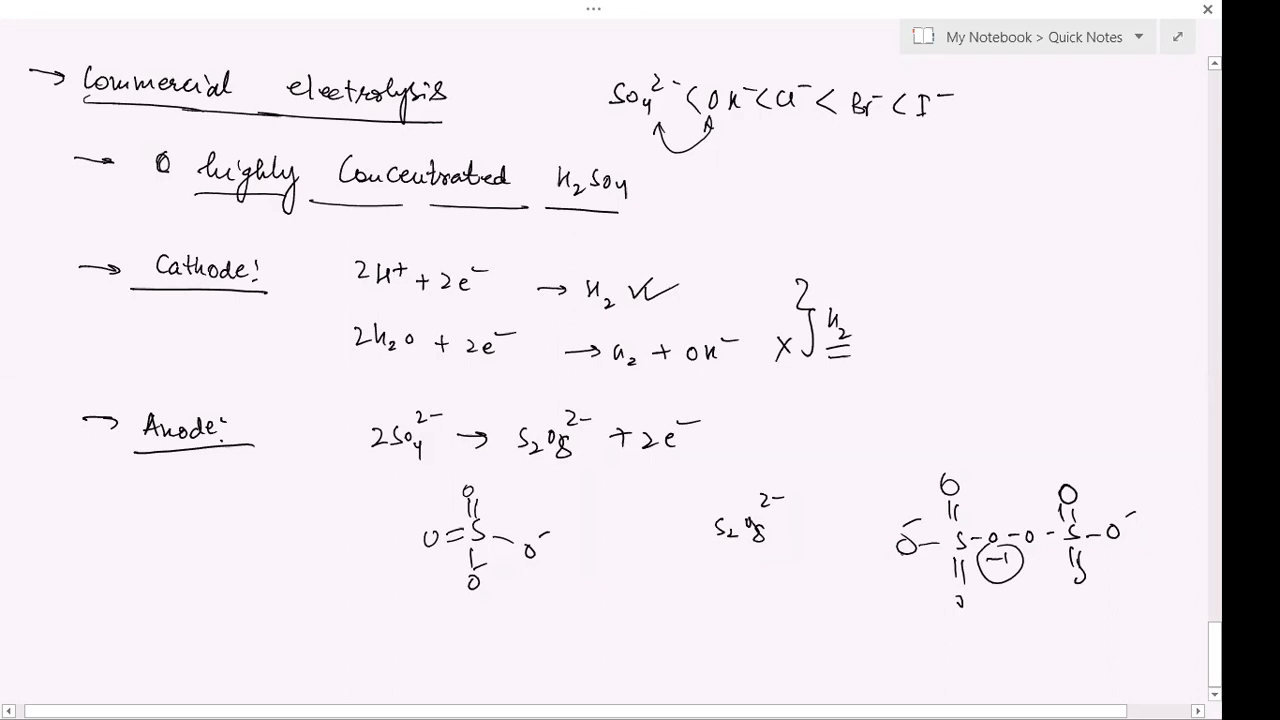 My Notebook > Quick Notes
→ Commercial electrolysis
SO₄²⁻ < OH⁻ < Cl⁻ < Br⁻ < I⁻
→ highly Concentrated H₂SO₄
→ Cathode! 2H⁺ + 2e⁻ → H₂ ✓✓
2H₂O + 2e⁻ → H₂ + OH⁻ X } H₂
→ Anode: 2SO₄²⁻ → S₂O₈²⁻ + 2e⁻
O
O=S-O⁻
O
S₂O₈²⁻
O O
O⁻-S-O-O-S-O⁻
-1
O O